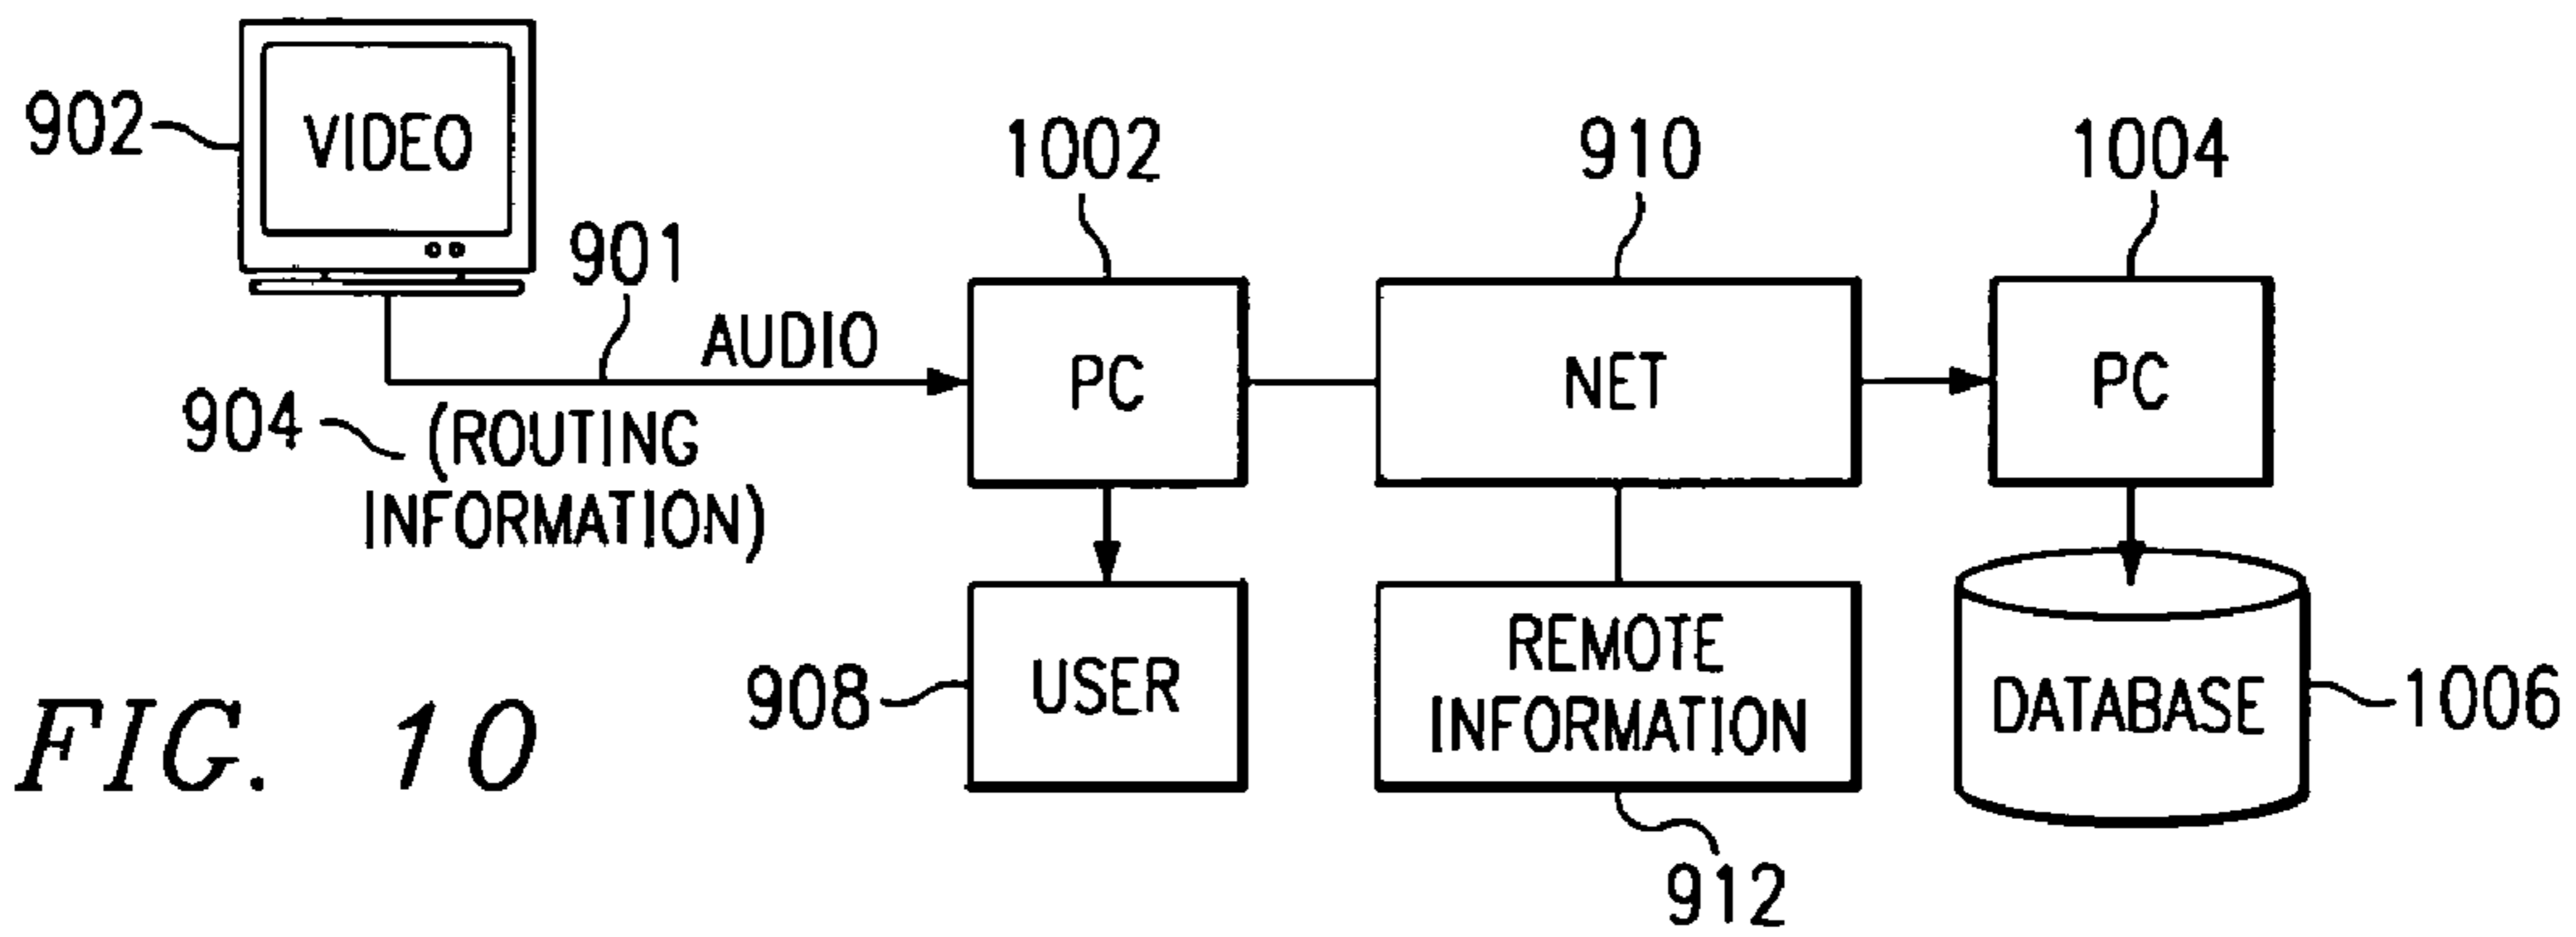 902
VIDEO
901
AUDIO
904
(ROUTING
INFORMATION)
1002
PC
910
NET
1004
PC
908
USER
REMOTE
INFORMATION
912
DATABASE
1006
FIG. 10